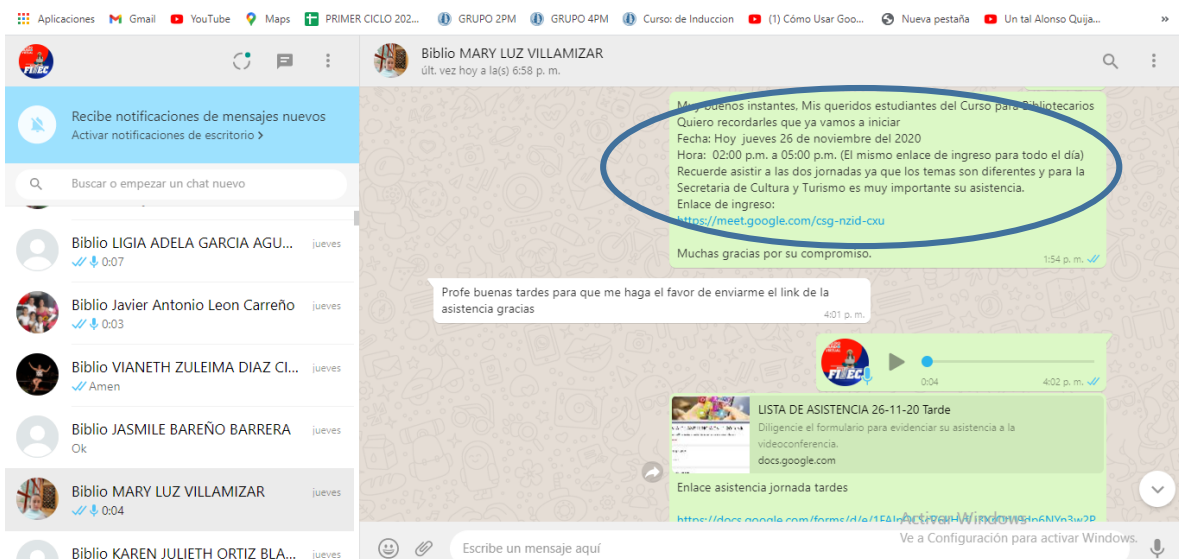 Aplicaciones
Gmail
YouTube
Maps
PRIMER CICLO 202...
GRUPO 2PM
GRUPO 4PM
Curso: de Induccion
(1) Cómo Usar Goo...
Nueva pestaña
Un tal Alonso Quija...
»
FITEC
Recibe notificaciones de mensajes nuevos
Activar notificaciones de escritorio >
Buscar o empezar un chat nuevo
Biblio LIGIA ADELA GARCIA AGU... jueves
0:07
Biblio Javier Antonio Leon Carreño jueves
0:03
Biblio VIANETH ZULEIMA DIAZ CI... jueves
Amen
Biblio JASMILE BAREÑO BARRERA jueves
Ok
Biblio MARY LUZ VILLAMIZAR jueves
0:04
Biblio KAREN JULIETH ORTIZ BLA... jueves
Biblio MARY LUZ VILLAMIZAR
últ. vez hoy a la(s) 6:58 p. m.
Muy buenos instantes, Mis queridos estudiantes del Curso para Bibliotecarios
Quiero recordarles que ya vamos a iniciar
Fecha: Hoy jueves 26 de noviembre del 2020
Hora: 02:00 p.m. a 05:00 p.m. (El mismo enlace de ingreso para todo el día)
Recuerde asistir a las dos jornadas ya que los temas son diferentes y para la
Secretaria de Cultura y Turismo es muy importante su asistencia.
Enlace de ingreso:
https://meet.google.com/csg-nzid-cxu
Muchas gracias por su compromiso.
1:54 p. m.
Profe buenas tardes para que me haga el favor de enviarme el link de la
asistencia gracias
4:01 p. m.
FITEC
0:04 4:02 p. m.
LISTA DE ASISTENCIA 26-11-20 Tarde
Diligencie el formulario para evidenciar su asistencia a la
videoconferencia.
docs.google.com
Enlace asistencia jornada tardes
Activar Windows
Ve a Configuración para activar Windows.
Escribe un mensaje aquí